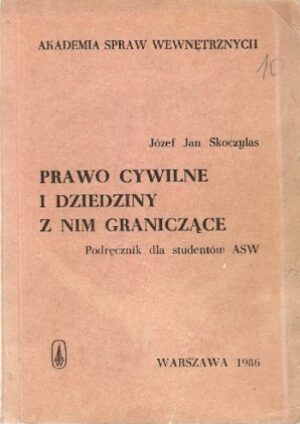 AKADEMIA SPRAW WEWNĘTRZNYCH
Józef Jan Skoczylas
PRAWO CYWILNE
I DZIEDZINY
Z NIM GRANICZĄCE
Podręcznik dla studentów ASW
WARSZAWA 1986